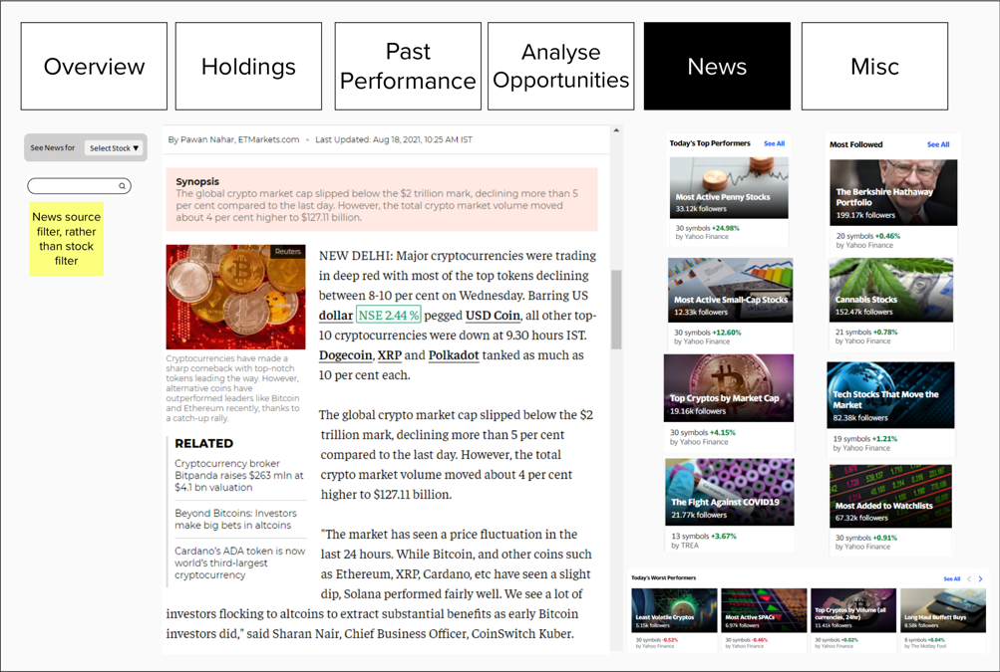 Overview
Holdings
Past
Performance
Analyse
Opportunities
News
Misc
See News for
Select Stock ▼
News source
filter, rather
than stock
filter
By Pawan Nahar, ETMarkets.com • Last Updated: Aug 18, 2021, 10:25 AM IST
Synopsis
The global crypto market cap slipped below the $2 trillion mark, declining more than 5
per cent compared to the last day. However, the total crypto market volume moved
about 4 per cent higher to $127.11 billion.
Reuters
Cryptocurrencies have made a
sharp comeback with top-notch
tokens leading the way. However,
alternative coins have
outperformed leaders like Bitcoin
and Ethereum recently, thanks to
a catch-up rally.
RELATED
Cryptocurrency broker
Bitpanda raises $263 mln at
$4.1 bn valuation
Beyond Bitcoins: Investors
make big bets in altcoins
Cardano's ADA token is now
world's third-largest
cryptocurrency
NEW DELHI: Major cryptocurrencies were trading
in deep red with most of the top tokens declining
between 8-10 per cent on Wednesday. Barring US
dollar NSE 2.44 % pegged USD Coin, all other top-
10 cryptocurrencies were down at 9.30 hours IST.
Dogecoin, XRP and Polkadot tanked as much as
10 per cent each.
The global crypto market cap slipped below the $2
trillion mark, declining more than 5 per cent
compared to the last day. However, the total
crypto market volume moved about 4 per cent
higher to $127.11 billion.
"The market has seen a price fluctuation in the
last 24 hours. While Bitcoin, and other coins such
as Ethereum, XRP, Cardano, etc have seen a slight
dip, Solana performed fairly well. We see a lot of
investors flocking to altcoins to extract substantial benefits as early Bitcoin
investors did," said Sharan Nair, Chief Business Officer, CoinSwitch Kuber.
Today's Top Performers See All
Most Active Penny Stocks
33.12k followers
30 symbols +24.98%
by Yahoo Finance
Most Active Small-Cap Stocks
12.33k followers
30 symbols +12.60%
by Yahoo Finance
Top Cryptos by Market Cap
19.16k followers
30 symbols +4.15%
by Yahoo Finance
The Fight Against COVID19
21.77k followers
13 symbols +3.67%
by TREA
Most Followed See All
The Berkshire Hathaway
Portfolio
199.17k followers
20 symbols +0.46%
by Yahoo Finance
Cannabis Stocks
152.47k followers
21 symbols +0.78%
by Yahoo Finance
Tech Stocks That Move the
Market
82.38k followers
19 symbols +1.21%
by Yahoo Finance
Most Added to Watchlists
67.32k followers
30 symbols +0.91%
by Yahoo Finance
Today's Worst Performers See All
Least Volatile Cryptos
5.15k followers
30 symbols -0.52%
by Yahoo Finance
Most Active SPACs
6.97k followers
30 symbols -0.46%
by Yahoo Finance
Top Cryptos by Volume (all
currencies, 24hr)
11.41k followers
30 symbols +0.02%
by Yahoo Finance
Long Haul Buffett Buys
8.58k followers
8 symbols +0.04%
by The Motley Fool